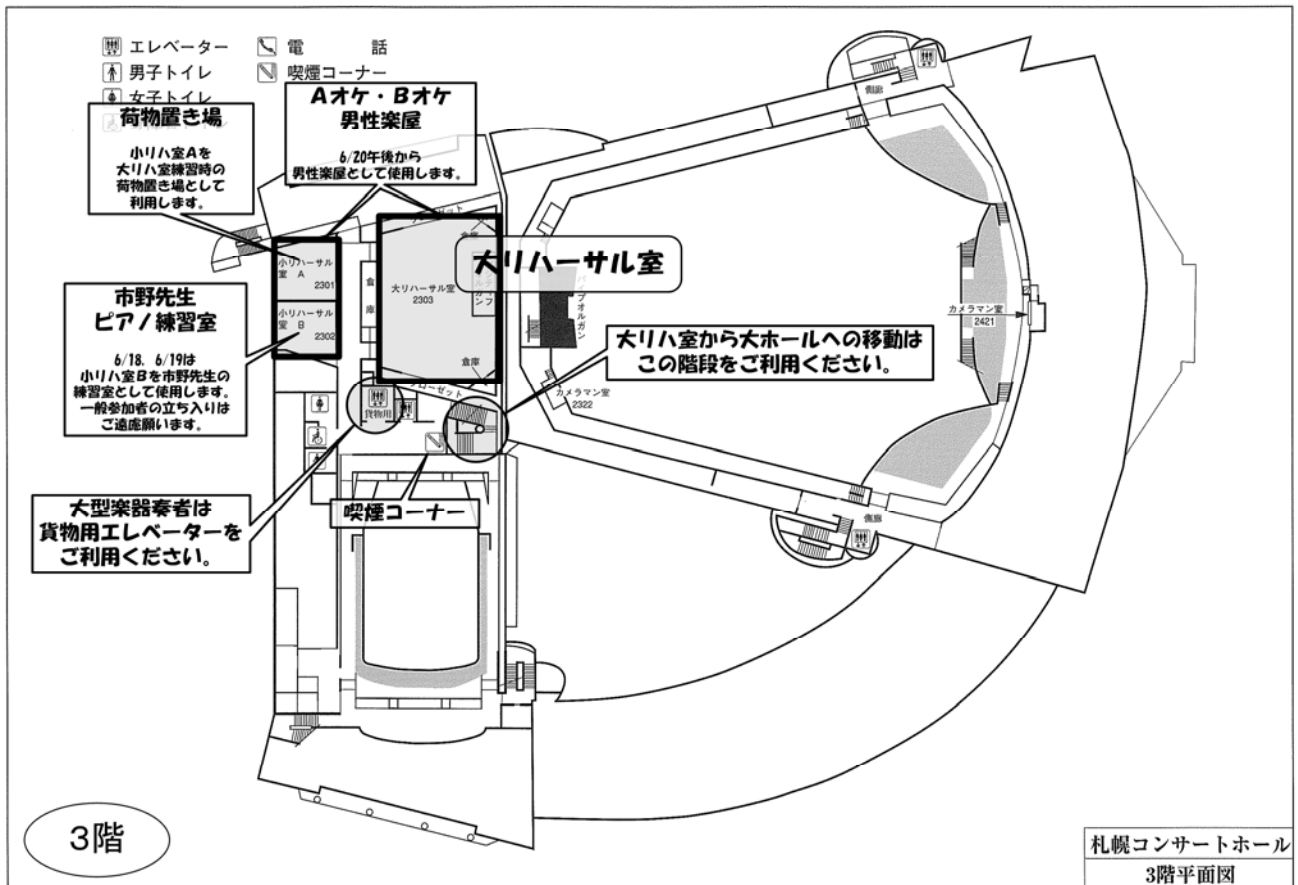 エレベーター
電　話
男子トイレ
喫煙コーナー
女子トイレ
荷物置き場
小リハ室Aを
大リハ室練習時の
荷物置き場として
利用します。
Aオケ・Bオケ
男性楽屋
6/20午後から
男性楽屋として使用します。
側廊
小リハーサル
室 A
2301
小リハーサル
室 B
2302
倉庫
倉庫
大リハーサル室
2303
大リハーサル室
パイプオルガン
カメラマン室
2421
市野先生
ピアノ練習室
6/18、6/19は
小リハ室Bを市野先生の
練習室として使用します。
一般参加者の立ち入りは
ご遠慮願います。
大リハ室から大ホールへの移動は
この階段をご利用ください。
倉庫
クローゼット
カメラマン室
2322
貨物用
大型楽器奏者は
貨物用エレベーターを
ご利用ください。
喫煙コーナー
側廊
3階
札幌コンサートホール
3階平面図